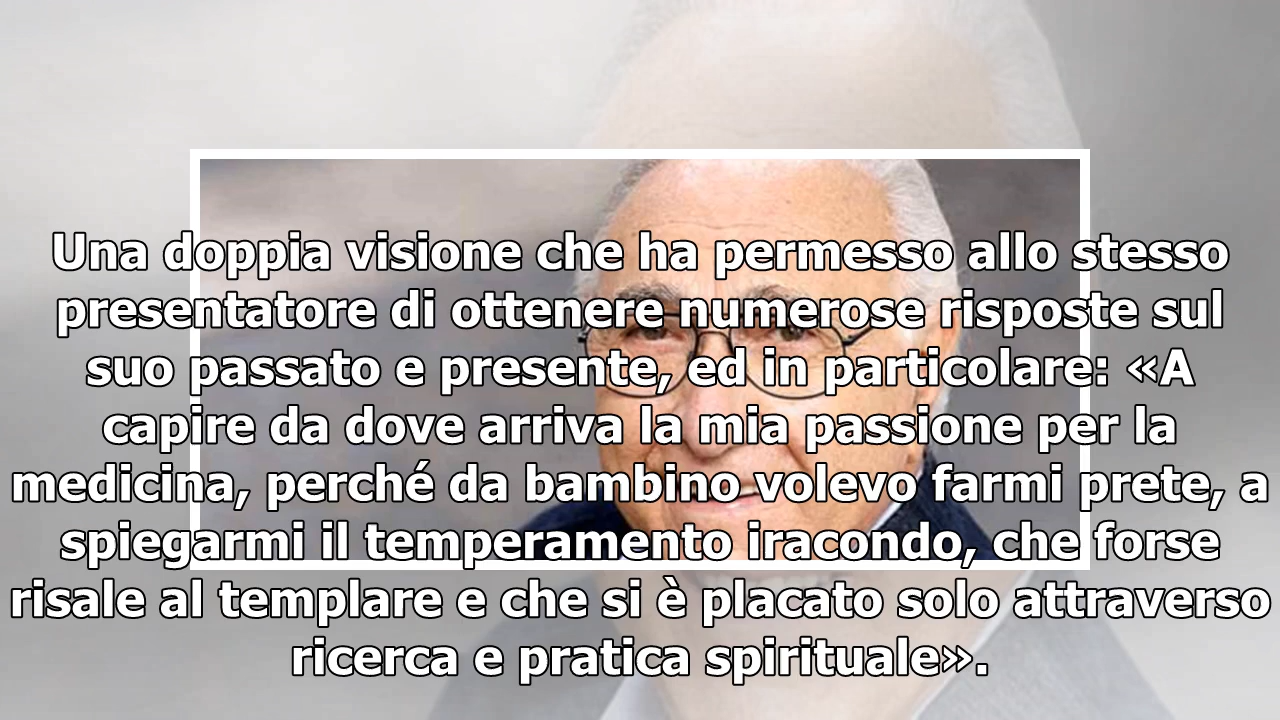 Una doppia visione che ha permesso allo stesso
presentatore di ottenere numerose risposte sul
suo passato e presente, ed in particolare: «A
capire da dove arriva la mia passione per la
medicina, perché da bambino volevo farmi prete, a
spiegarmi il temperamento iracondo, che forse
risale al templare e che si è placato solo attraverso
ricerca e pratica spirituale».